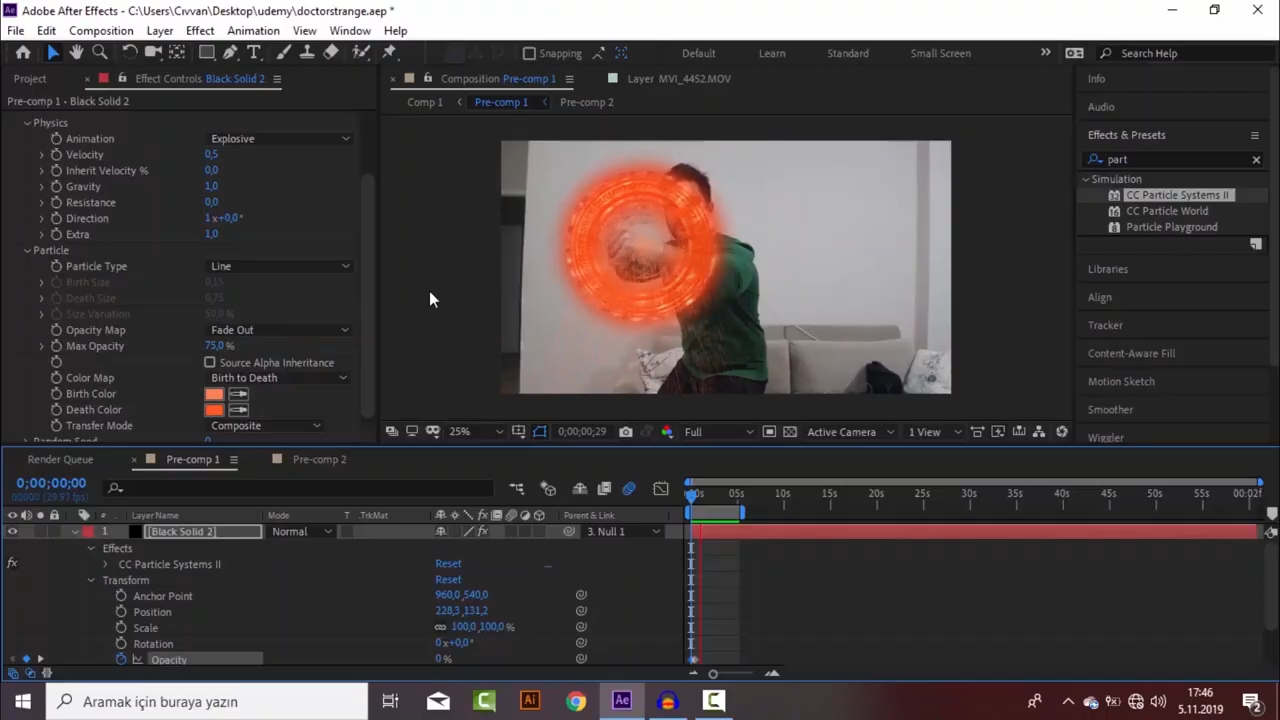 Adobe After Effects - C:\Users\Civvan\Desktop\udemy\doctorstrange.aep *
File Edit Composition Layer Effect Animation View Window Help
Snapping Default Learn Standard Small Screen Search Help
Project Effect Controls Black Solid 2 Composition Pre-comp 1 Layer MVI_4452.MOV Info
Pre-comp 1 - Black Solid 2 Comp 1 Pre-comp 1 Pre-comp 2 Audio
Physics
Animation Explosive
Velocity 0,5
Inherit Velocity % 0,0
Gravity 1,0
Resistance 0,0
Direction 1x+0,0°
Extra 1,0
Particle
Particle Type Line
Birth Size 0,15
Death Size 0,75
Size Variation 50,0 %
Opacity Map Fade Out
Max Opacity 75,0 %
Source Alpha Inheritance
Color Map Birth to Death
Birth Color
Death Color
Transfer Mode Composite
Random Seed 0
Effects & Presets
part
Simulation
CC Particle Systems II
CC Particle World
Particle Playground
Libraries
Align
Tracker
Content-Aware Fill
Motion Sketch
Smoother
Wiggler
25% 0;00;00;29 Full Active Camera 1 View
Render Queue Pre-comp 1 Pre-comp 2
0;00;00;00
00000 (29.97 fps)
00s 05s 10s 15s 20s 25s 30s 35s 40s 45s 50s 55s 00:02f
# Layer Name Mode T .TrkMat Parent & Link
1 [Black Solid 2] Normal 3. Null 1
Effects
fx CC Particle Systems II Reset
Transform Reset
Anchor Point 960,0,540,0
Position 228,3,131,2
Scale 100,0,100,0 %
Rotation 0x+0,0°
Opacity 0 %
Aramak için buraya yazın
17:46
5.11.2019
2